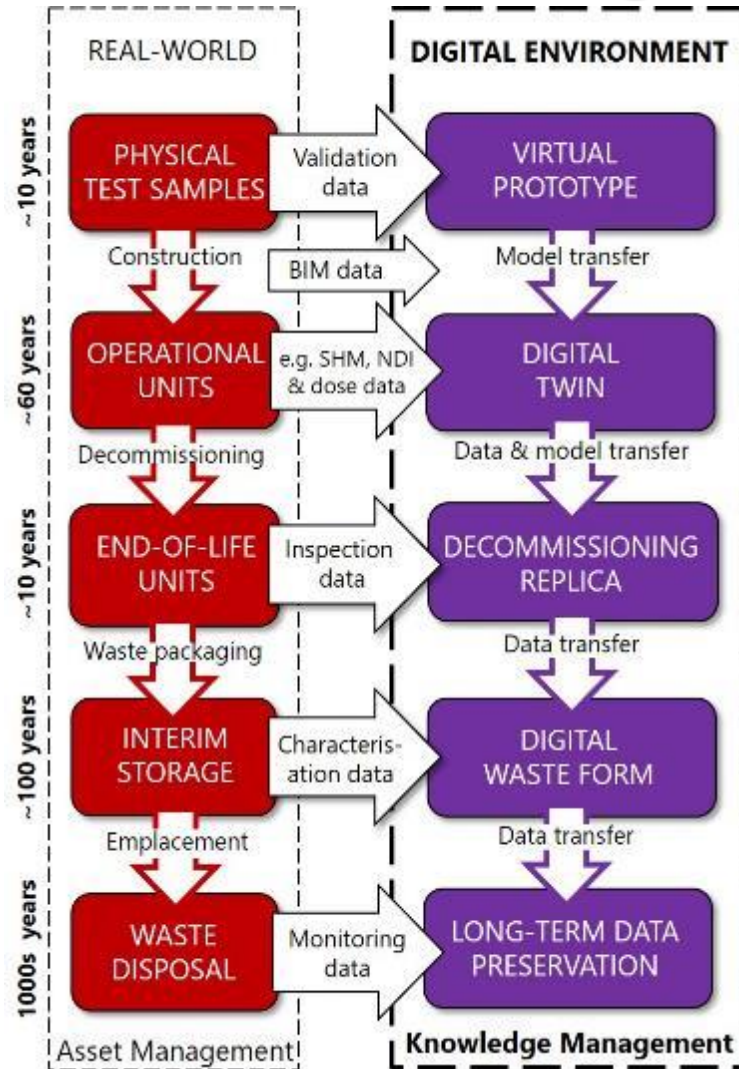 REAL-WORLD
DIGITAL ENVIRONMENT
~10 years
PHYSICAL
TEST SAMPLES
Validation
data
VIRTUAL
PROTOTYPE
Construction
BIM data
Model transfer
~60 years
OPERATIONAL
UNITS
e.g. SHM, NDI
& dose data
DIGITAL
TWIN
Decommissioning
Data & model transfer
~10 years
END-OF-LIFE
UNITS
Inspection
data
DECOMMISSIONING
REPLICA
Waste packaging
Data transfer
~100 years
INTERIM
STORAGE
Characteris-
ation data
DIGITAL
WASTE FORM
Emplacement
Data transfer
1000s years
WASTE
DISPOSAL
Monitoring
data
LONG-TERM DATA
PRESERVATION
Asset Management
Knowledge Management